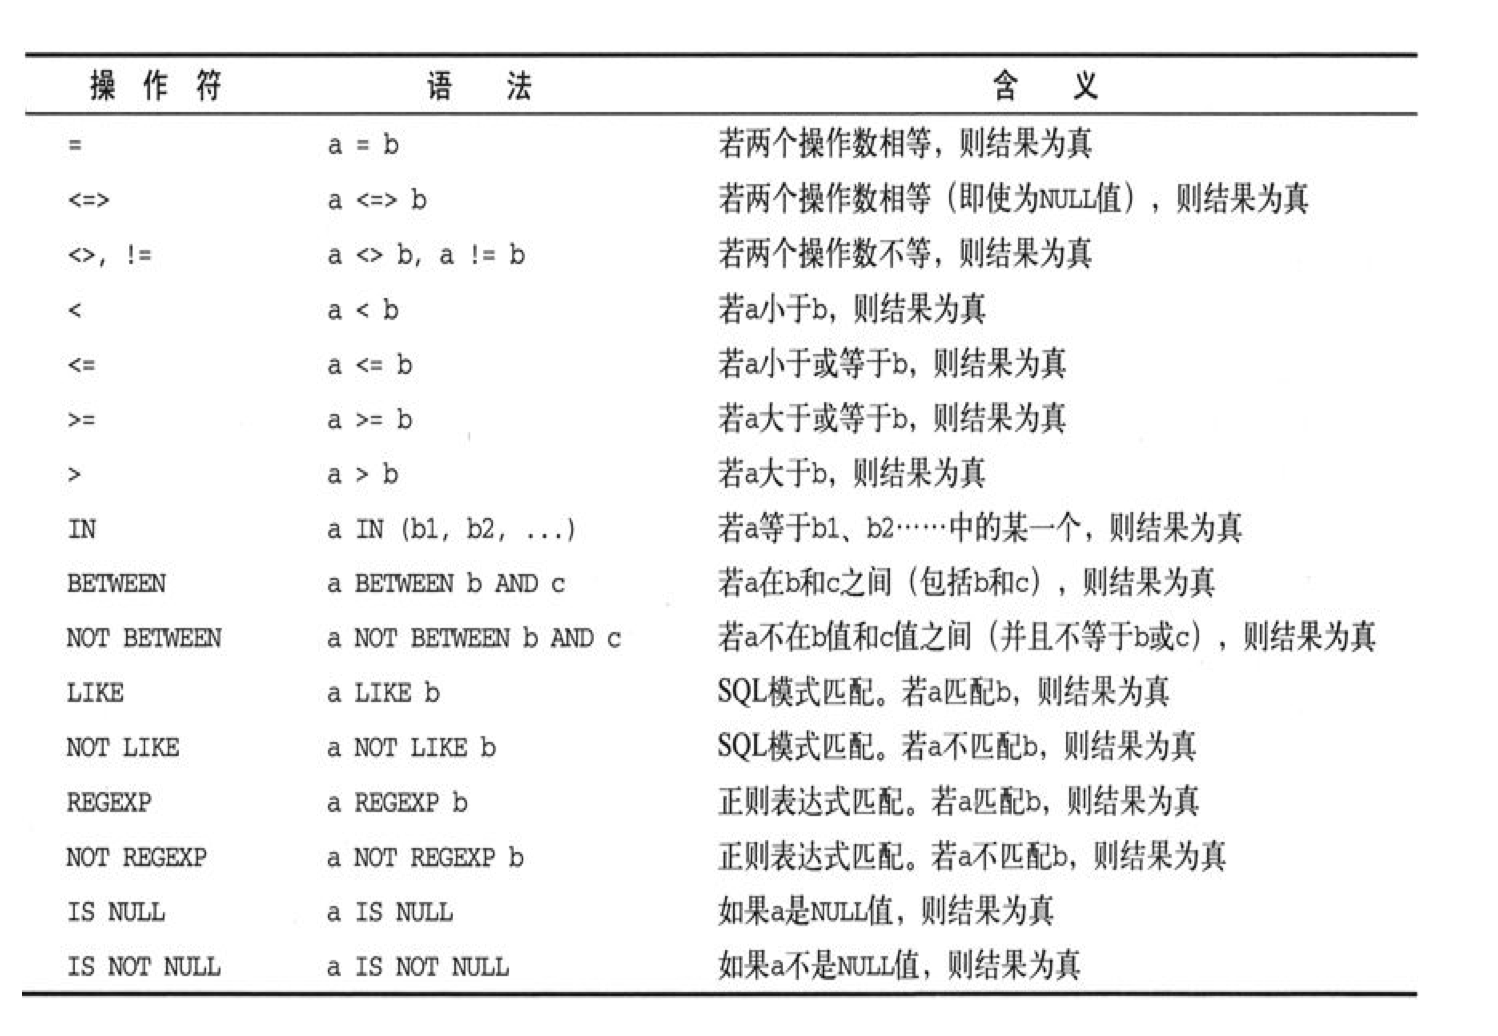 操 作 符 语 法 含 义
= a = b 若两个操作数相等，则结果为真
<=> a <=> b 若两个操作数相等（即使为NULL值），则结果为真
<>, != a <> b, a != b 若两个操作数不等，则结果为真
< a < b 若a小于b，则结果为真
<= a <= b 若a小于或等于b，则结果为真
>= a >= b 若a大于或等于b，则结果为真
> a > b 若a大于b，则结果为真
IN a IN (b1, b2, ...) 若a等于b1、b2……中的某一个，则结果为真
BETWEEN a BETWEEN b AND c 若a在b和c之间（包括b和c），则结果为真
NOT BETWEEN a NOT BETWEEN b AND c 若a不在b值和c值之间（并且不等于b或c），则结果为真
LIKE a LIKE b SQL模式匹配。若a匹配b，则结果为真
NOT LIKE a NOT LIKE b SQL模式匹配。若a不匹配b，则结果为真
REGEXP a REGEXP b 正则表达式匹配。若a匹配b，则结果为真
NOT REGEXP a NOT REGEXP b 正则表达式匹配。若a不匹配b，则结果为真
IS NULL a IS NULL 如果a是NULL值，则结果为真
IS NOT NULL a IS NOT NULL 如果a不是NULL值，则结果为真